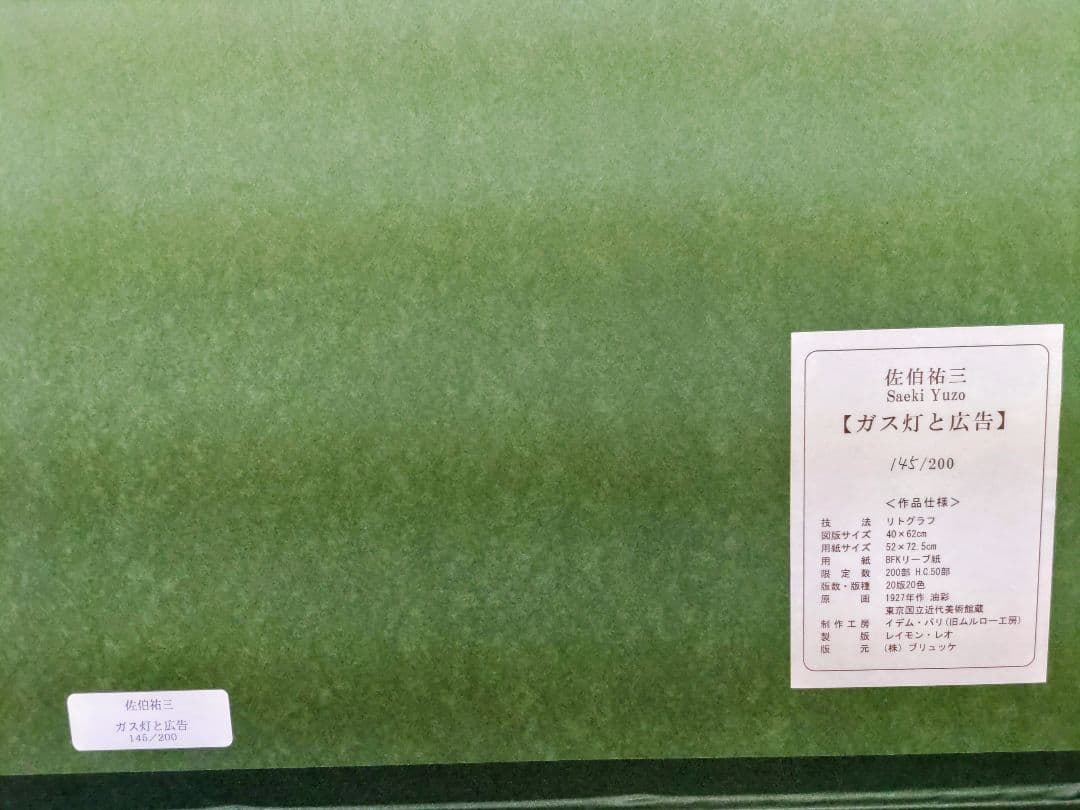 佐伯祐三
Saeki Yuzo
【ガス灯と広告】
145/200
＜作品仕様＞
技法 リトグラフ
図版サイズ 40×62cm
用紙サイズ 52×72.5cm
用紙 BFKリーブ紙
限定数 200部 H.C.50部
版数・版種 20版20色
原画 1927年作 油彩
東京国立近代美術館蔵
制作工房 イデム・パリ(旧ムルロー工房)
製版 レイモン・レオ
版元 (株) ブリュッケ
佐伯祐三
ガス灯と広告
145／200